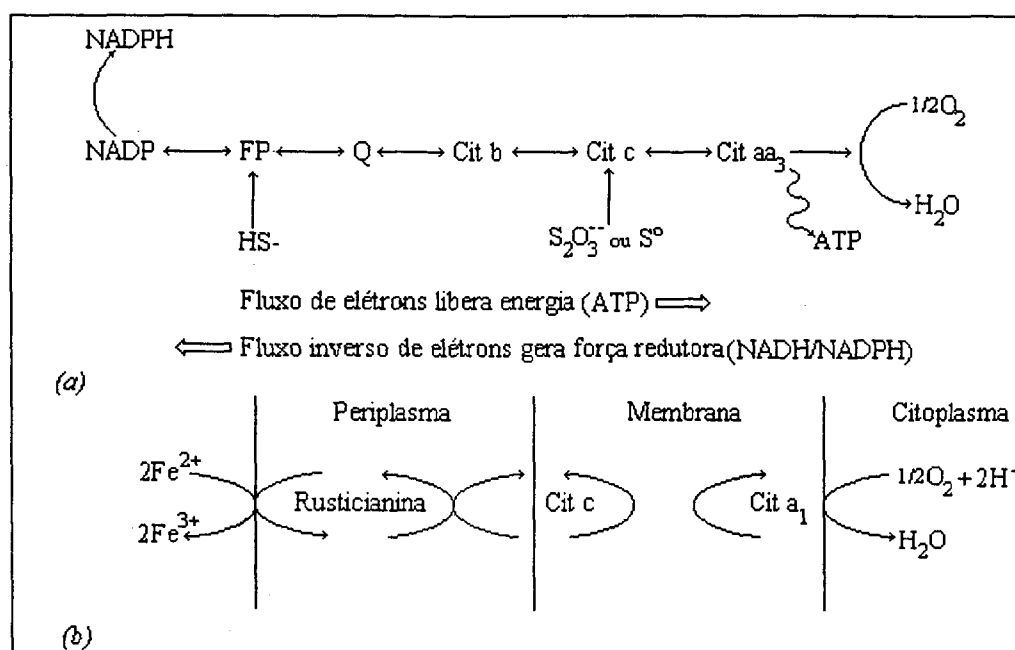 NADPH
1/2O₂
NADP FP Q Cit b Cit c Cit aa₃
H₂O
HS- S₂O₃⁻⁻ ou S° ATP
Fluxo de elétrons libera energia (ATP)
Fluxo inverso de elétrons gera força redutora(NADH/NADPH)
(a)
Periplasma Membrana Citoplasma
2Fe²⁺ 1/2O₂ + 2H⁺
Rusticianina Cit c Cit a₁
2Fe³⁺ H₂O
(b)